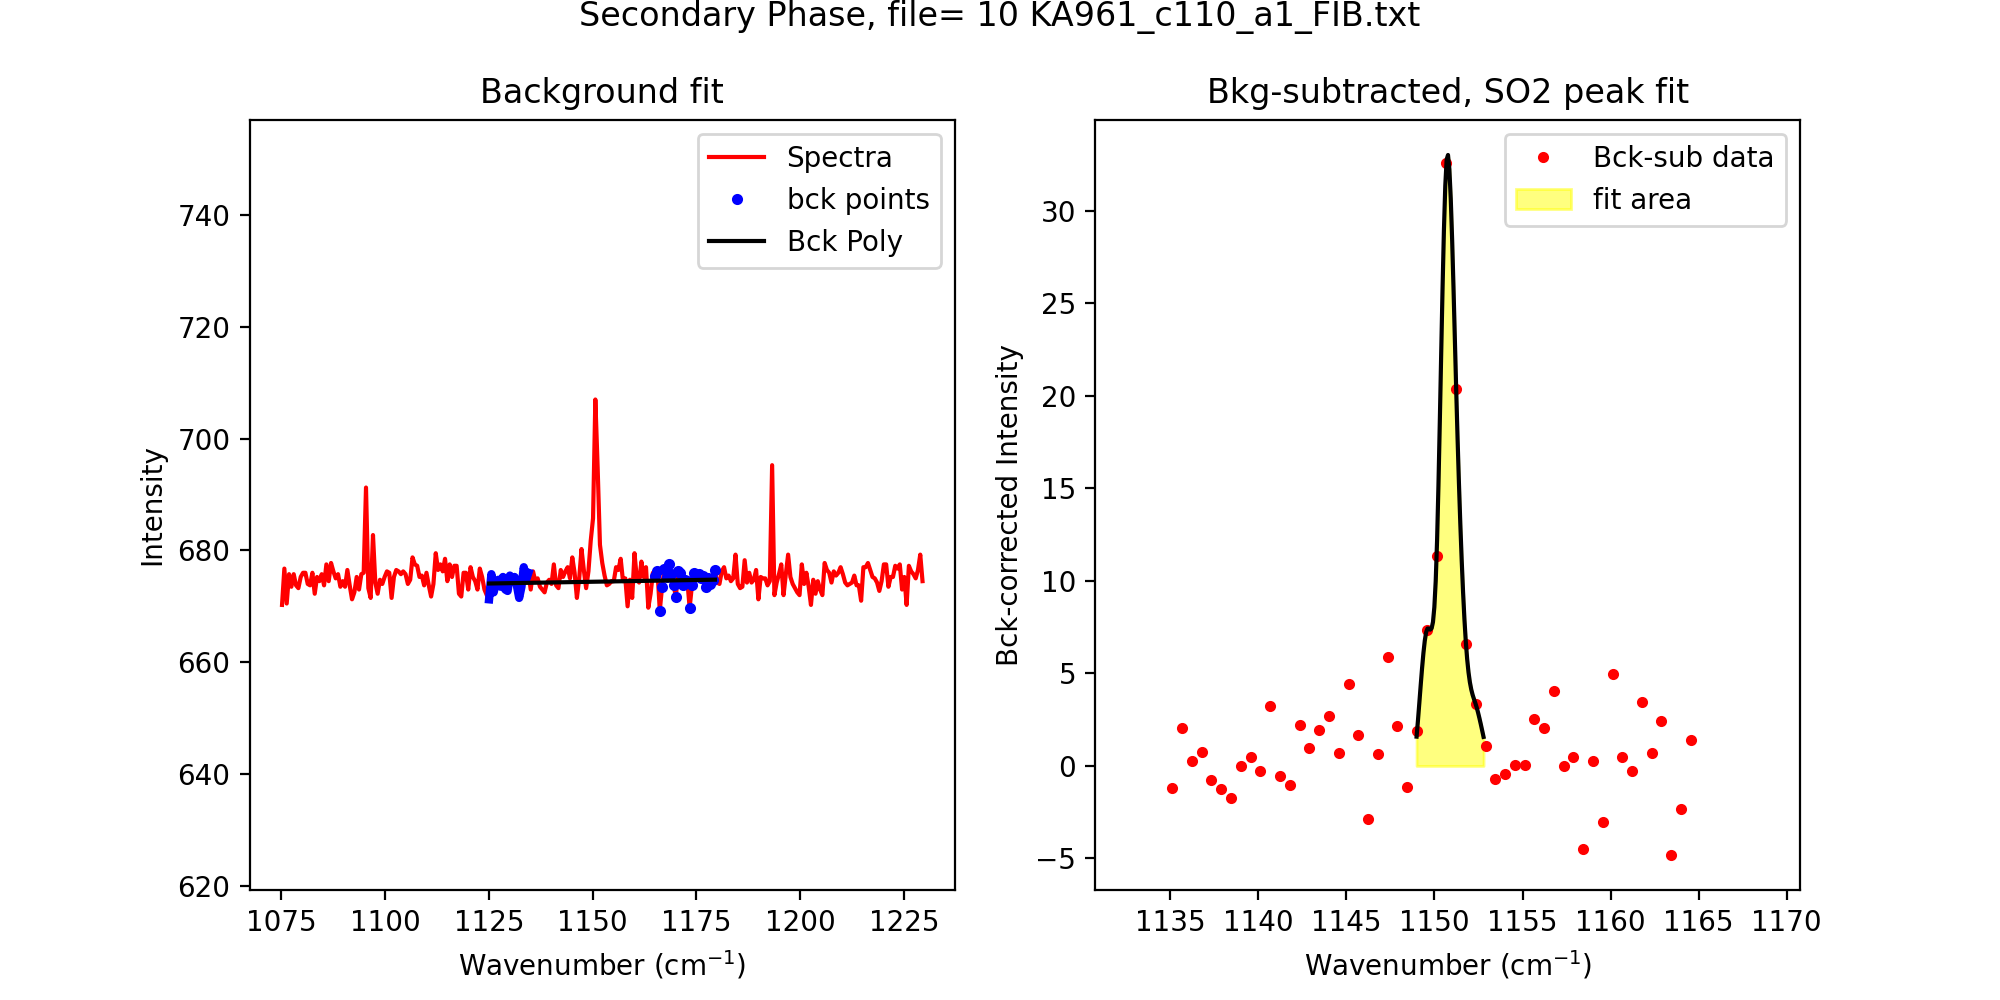 Secondary Phase, file= 10 KA961_c110_a1_FIB.txt
Background fit
Intensity
740
720
700
680
660
640
620
1075 1100 1125 1150 1175 1200 1225
Wavenumber (cm⁻¹)
Spectra
bck points
Bck Poly
Bkg-subtracted, SO2 peak fit
Bck-corrected Intensity
30
25
20
15
10
5
0
−5
1135 1140 1145 1150 1155 1160 1165 1170
Wavenumber (cm⁻¹)
Bck-sub data
fit area